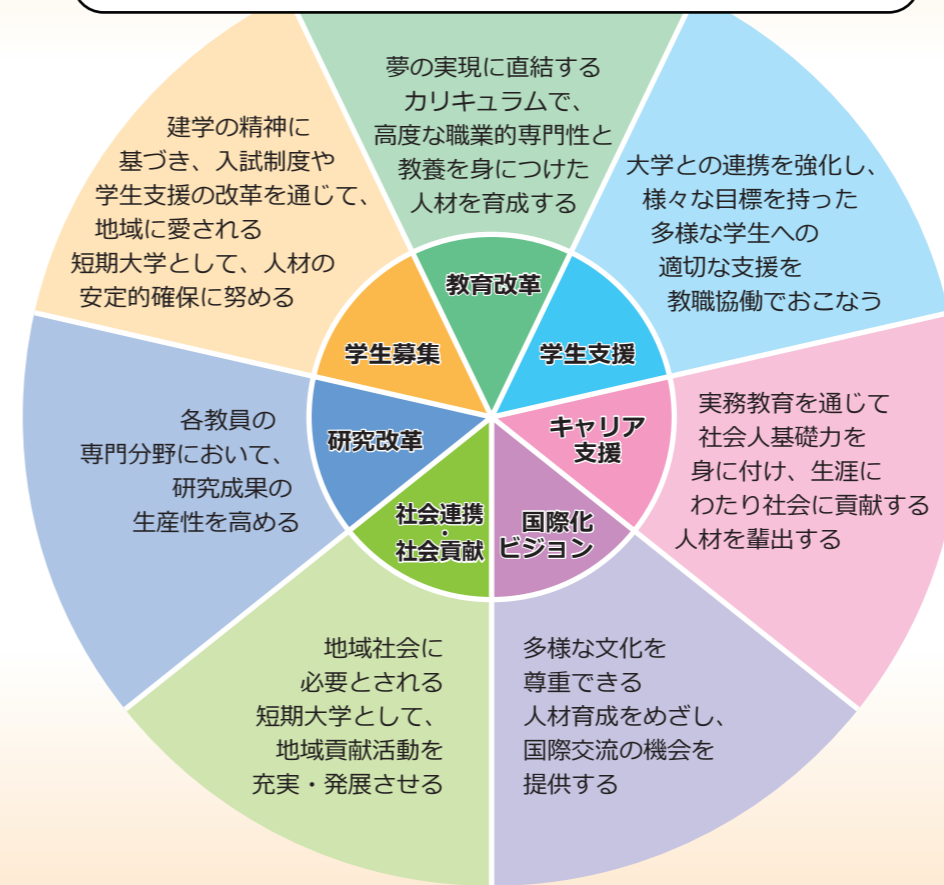 夢の実現に直結する
カリキュラムで、
高度な職業的専門性と
教養を身につけた
人材を育成する
教育改革
大学との連携を強化し、
様々な目標を持った
多様な学生への
適切な支援を
教職協働でおこなう
学生支援
実務教育を通じて
社会人基礎力を
身に付け、生涯に
わたり社会に貢献する
人材を輩出する
キャリア
支援
国際化
ビジョン
多様な文化を
尊重できる
人材育成をめざし、
国際交流の機会を
提供する
社会連携
・
社会貢献
地域社会に
必要とされる
短期大学として、
地域貢献活動を
充実・発展させる
研究改革
各教員の
専門分野において、
研究成果の
生産性を高める
学生募集
建学の精神に
基づき、入試制度や
学生支援の改革を通じて、
地域に愛される
短期大学として、人材の
安定的確保に努める